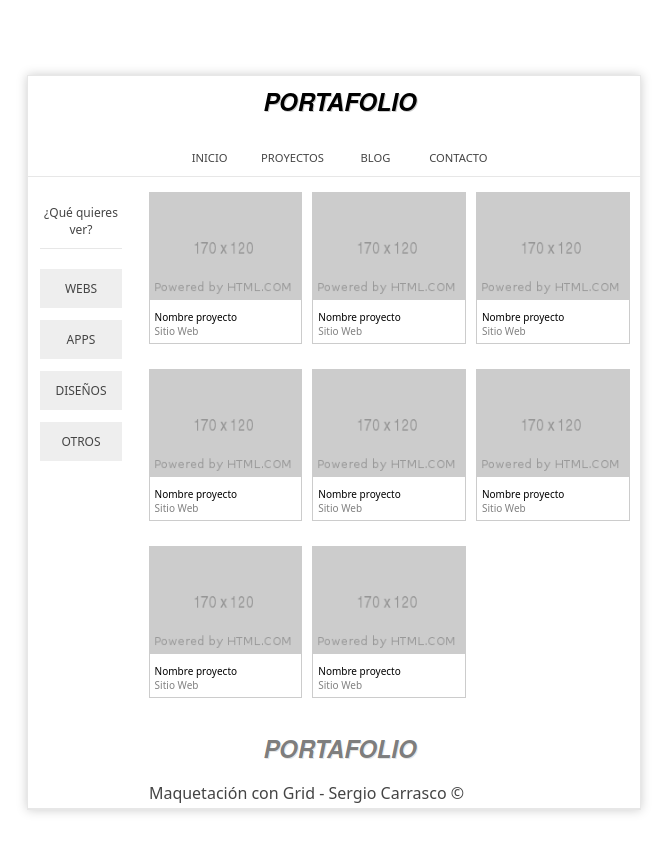 PORTAFOLIO
INICIO PROYECTOS BLOG CONTACTO
¿Qué quieres
ver?
WEBS
APPS
DISEÑOS
OTROS
170 x 120 170 x 120 170 x 120
Powered by HTML.COM Powered by HTML.COM Powered by HTML.COM
Nombre proyecto Nombre proyecto Nombre proyecto
Sitio Web Sitio Web Sitio Web
170 x 120 170 x 120 170 x 120
Powered by HTML.COM Powered by HTML.COM Powered by HTML.COM
Nombre proyecto Nombre proyecto Nombre proyecto
Sitio Web Sitio Web Sitio Web
170 x 120 170 x 120
Powered by HTML.COM Powered by HTML.COM
Nombre proyecto Nombre proyecto
Sitio Web Sitio Web
PORTAFOLIO
Maquetación con Grid - Sergio Carrasco ©